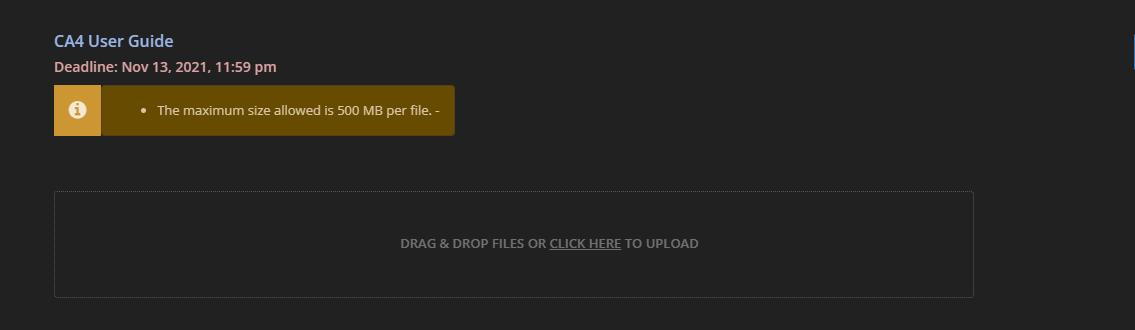 CA4 User Guide
Deadline: Nov 13, 2021, 11:59 pm
• The maximum size allowed is 500 MB per file. -
DRAG & DROP FILES OR CLICK HERE TO UPLOAD